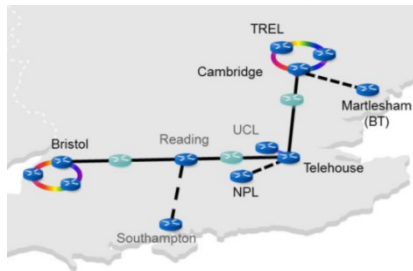 TREL
Cambridge
Martlesham
(BT)
UCL
Reading
Bristol
Telehouse
NPL
Southampton